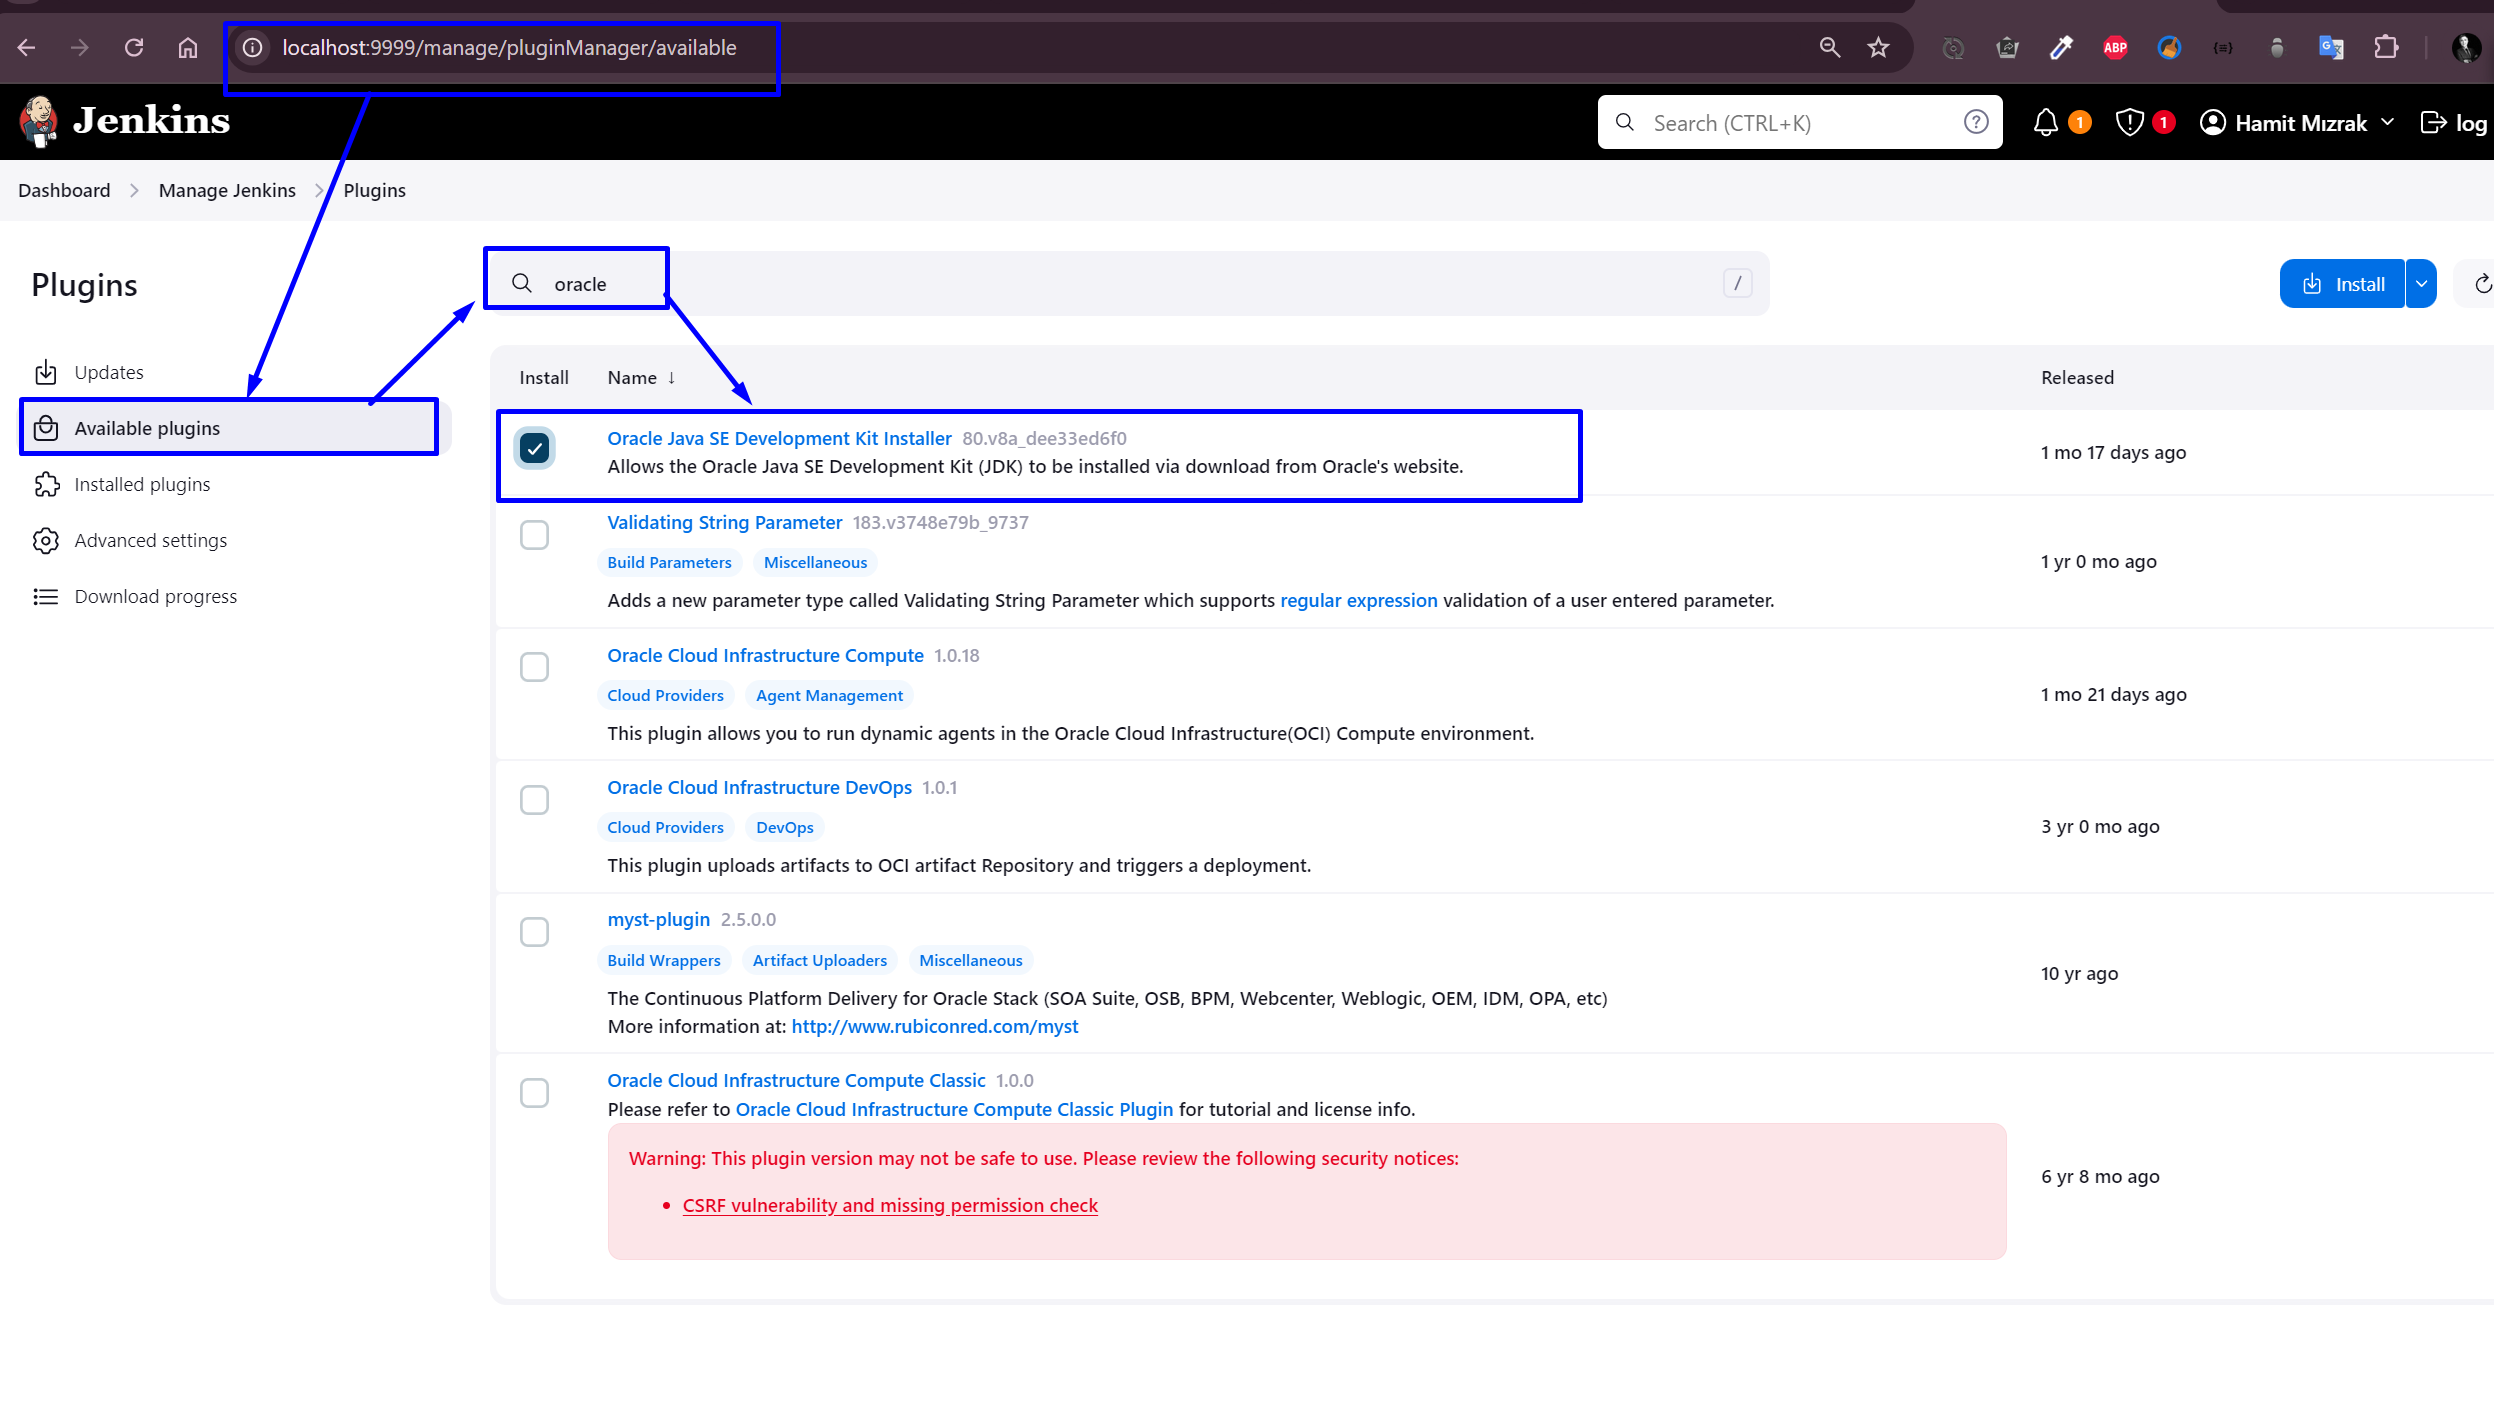 localhost:9999/manage/pluginManager/available
ABP
Jenkins
Search (CTRL+K)
?
1
1
Hamit Mızrak
log
Dashboard
Manage Jenkins
Plugins
Plugins
oracle
/
Install
Updates
Available plugins
Installed plugins
Advanced settings
Download progress
Install Name ↓ Released
Oracle Java SE Development Kit Installer 80.v8a_dee33ed6f0
Allows the Oracle Java SE Development Kit (JDK) to be installed via download from Oracle's website.
1 mo 17 days ago
Validating String Parameter 183.v3748e79b_9737
Build Parameters Miscellaneous
Adds a new parameter type called Validating String Parameter which supports regular expression validation of a user entered parameter.
1 yr 0 mo ago
Oracle Cloud Infrastructure Compute 1.0.18
Cloud Providers Agent Management
This plugin allows you to run dynamic agents in the Oracle Cloud Infrastructure(OCI) Compute environment.
1 mo 21 days ago
Oracle Cloud Infrastructure DevOps 1.0.1
Cloud Providers DevOps
This plugin uploads artifacts to OCI artifact Repository and triggers a deployment.
3 yr 0 mo ago
myst-plugin 2.5.0.0
Build Wrappers Artifact Uploaders Miscellaneous
The Continuous Platform Delivery for Oracle Stack (SOA Suite, OSB, BPM, Webcenter, Weblogic, OEM, IDM, OPA, etc)
More information at: http://www.rubiconred.com/myst
10 yr ago
Oracle Cloud Infrastructure Compute Classic 1.0.0
Please refer to Oracle Cloud Infrastructure Compute Classic Plugin for tutorial and license info.
Warning: This plugin version may not be safe to use. Please review the following security notices:
• CSRF vulnerability and missing permission check
6 yr 8 mo ago